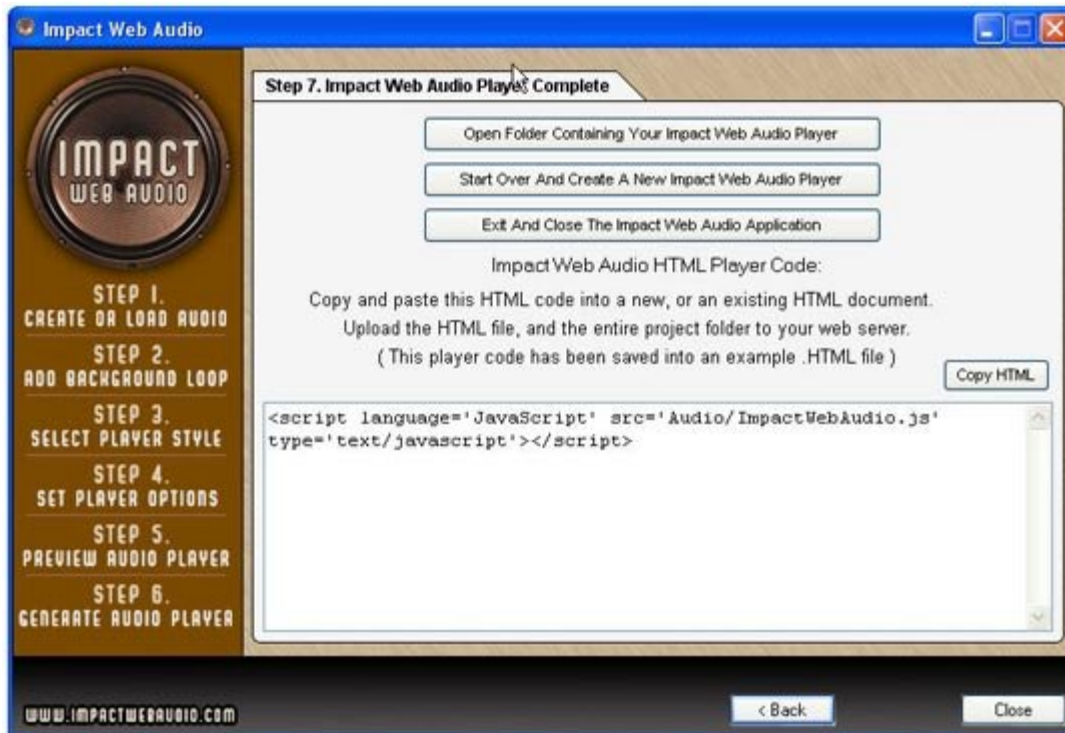 Impact Web Audio
IMPACT
WEB AUDIO
STEP 1.
CREATE OR LOAD AUDIO
STEP 2.
ADD BACKGROUND LOOP
STEP 3.
SELECT PLAYER STYLE
STEP 4.
SET PLAYER OPTIONS
STEP 5.
PREVIEW AUDIO PLAYER
STEP 6.
GENERATE AUDIO PLAYER
WWW.IMPACTWEBAUDIO.COM
Step 7. Impact Web Audio Player Complete
Open Folder Containing Your Impact Web Audio Player
Start Over And Create A New Impact Web Audio Player
Exit And Close The Impact Web Audio Application
Impact Web Audio HTML Player Code:
Copy and paste this HTML code into a new, or an existing HTML document.
Upload the HTML file, and the entire project folder to your web server.
( This player code has been saved into an example .HTML file )
Copy HTML
<script language='JavaScript' src='Audio/ImpactWebAudio.js'
type='text/javascript'></script>
< Back
Close